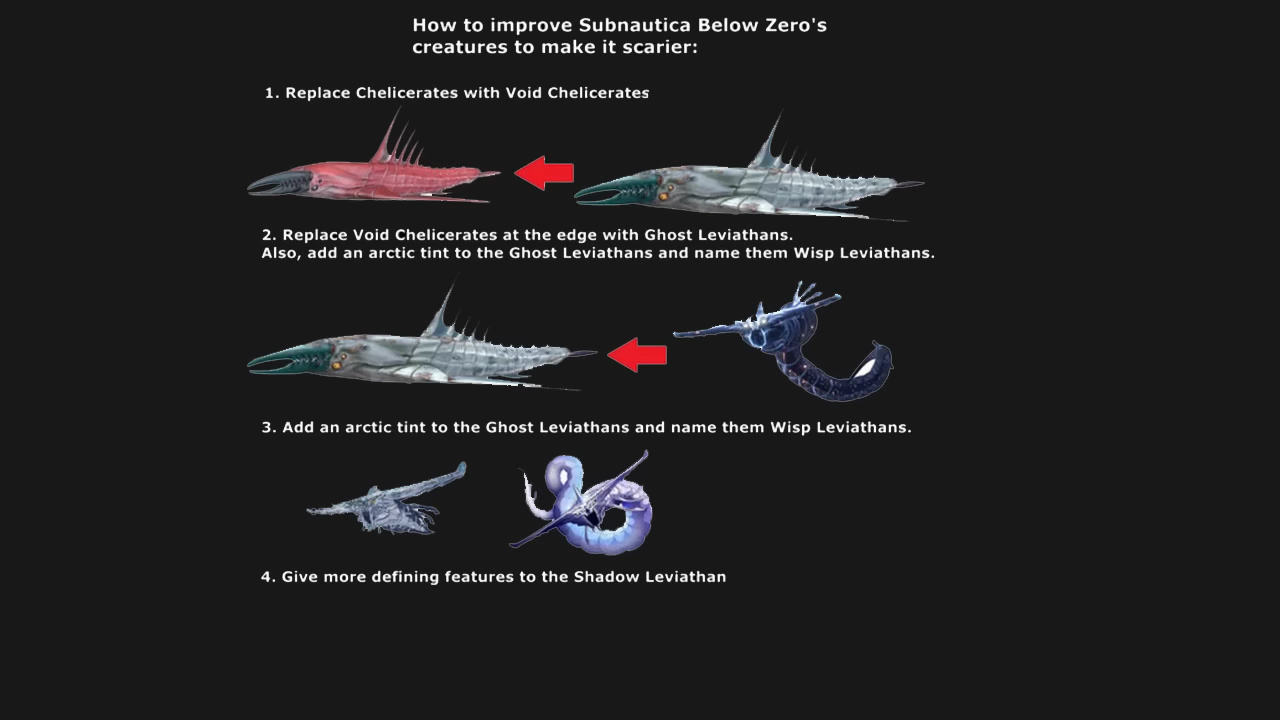 How to improve Subnautica Below Zero's
creatures to make it scarier:
1. Replace Chelicerates with Void Chelicerates
2. Replace Void Chelicerates at the edge with Ghost Leviathans.
Also, add an arctic tint to the Ghost Leviathans and name them Wisp Leviathans.
3. Add an arctic tint to the Ghost Leviathans and name them Wisp Leviathans.
4. Give more defining features to the Shadow Leviathan